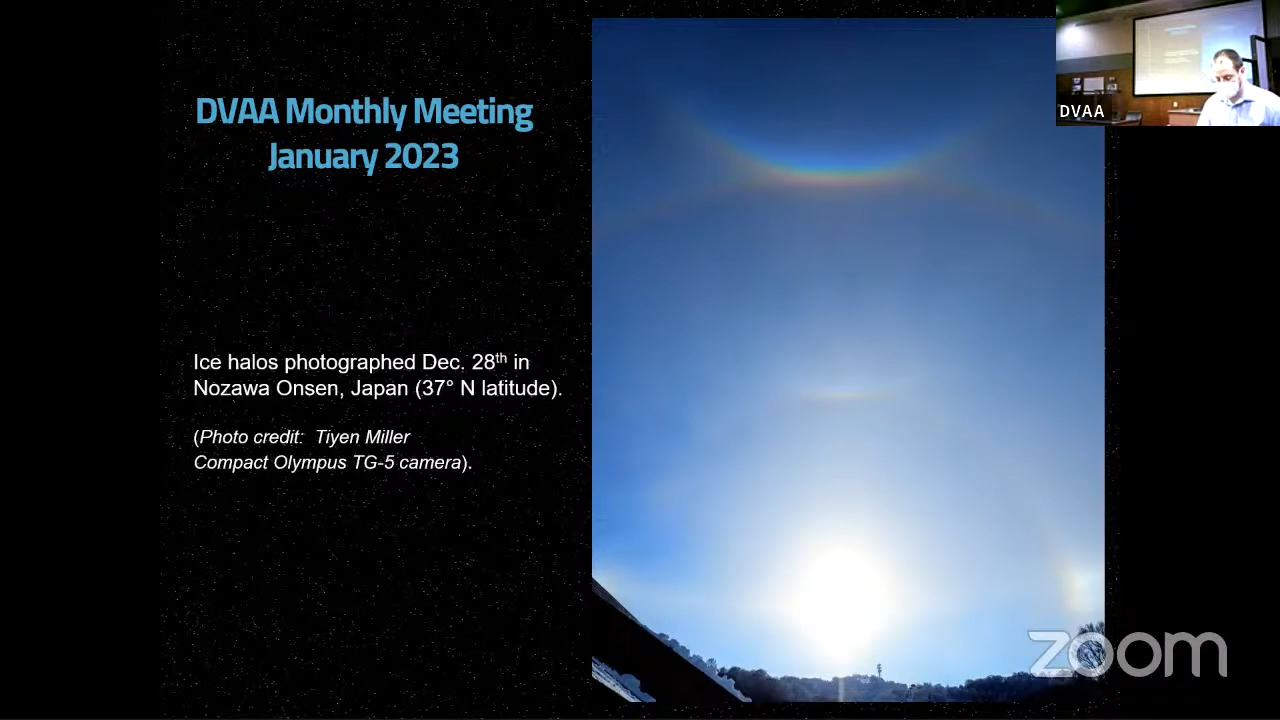 DVAA Monthly Meeting
January 2023
Ice halos photographed Dec. 28th in
Nozawa Onsen, Japan (37° N latitude).
(Photo credit: Tiyen Miller
Compact Olympus TG-5 camera).
DVAA
zoom